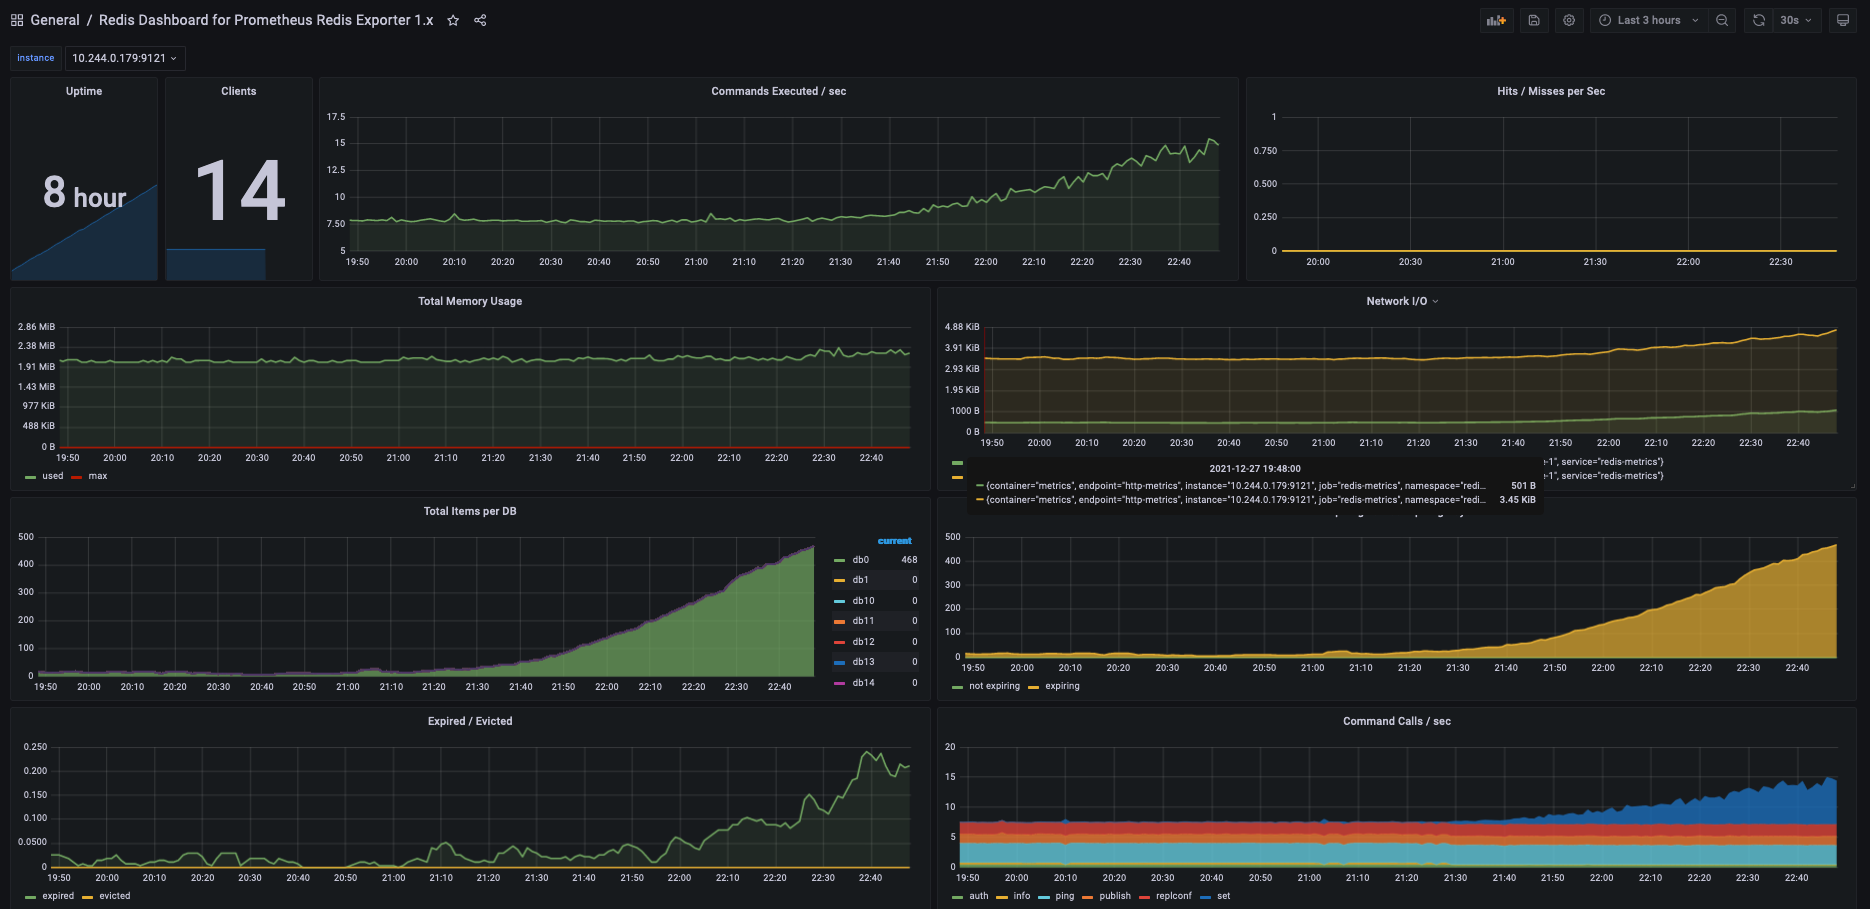 General / Redis Dashboard for Prometheus Redis Exporter 1.x
Last 3 hours
30s
instance
10.244.0.179:9121
Uptime
8 hour
Clients
14
Commands Executed / sec
17.5
15
12.5
10
7.50
5
19:50 20:00 20:10 20:20 20:30 20:40 20:50 21:00 21:10 21:20 21:30 21:40 21:50 22:00 22:10 22:20 22:30 22:40
Hits / Misses per Sec
1
0.750
0.500
0.250
0
20:00 20:30 21:00 21:30 22:00 22:30
Total Memory Usage
2.86 MiB
2.38 MiB
1.91 MiB
1.43 MiB
977 KiB
488 KiB
0 B
19:50 20:00 20:10 20:20 20:30 20:40 20:50 21:00 21:10 21:20 21:30 21:40 21:50 22:00 22:10 22:20 22:30 22:40
used max
Network I/O
4.88 KiB
3.91 KiB
2.93 KiB
1.95 KiB
1000 B
0 B
19:50 20:00 20:10 20:20 20:30 20:40 20:50 21:00 21:10 21:20 21:30 21:40 21:50 22:00 22:10 22:20 22:30 22:40
e-1", service="redis-metrics"}
e-1", service="redis-metrics"}
2021-12-27 19:48:00
{container="metrics", endpoint="http-metrics", instance="10.244.0.179:9121", job="redis-metrics", namespace="redi... 501 B
{container="metrics", endpoint="http-metrics", instance="10.244.0.179:9121", job="redis-metrics", namespace="redi... 3.45 KiB
Total Items per DB
500
400
300
200
100
0
19:50 20:00 20:10 20:20 20:30 20:40 20:50 21:00 21:10 21:20 21:30 21:40 21:50 22:00 22:10 22:20 22:30 22:40
current
db0 468
db1 0
db10 0
db11 0
db12 0
db13 0
db14 0
500
400
300
200
100
0
19:50 20:00 20:10 20:20 20:30 20:40 20:50 21:00 21:10 21:20 21:30 21:40 21:50 22:00 22:10 22:20 22:30 22:40
not expiring expiring
Expired / Evicted
0.250
0.200
0.150
0.100
0.0500
0
19:50 20:00 20:10 20:20 20:30 20:40 20:50 21:00 21:10 21:20 21:30 21:40 21:50 22:00 22:10 22:20 22:30 22:40
expired evicted
Command Calls / sec
20
15
10
5
0
19:50 20:00 20:10 20:20 20:30 20:40 20:50 21:00 21:10 21:20 21:30 21:40 21:50 22:00 22:10 22:20 22:30 22:40
auth info ping publish replconf set